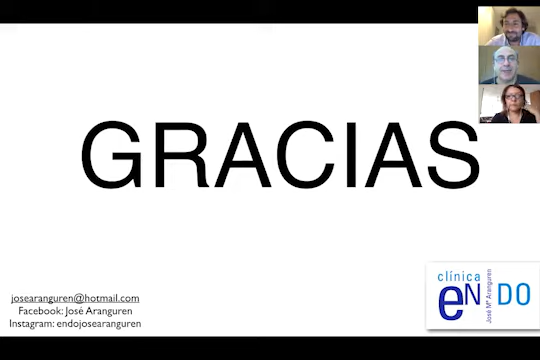 GRACIAS
josearanguren@hotmail.com
Facebook: José Aranguren
Instagram: endojosearanguren
clínica
eNDO
José Mª Aranguren